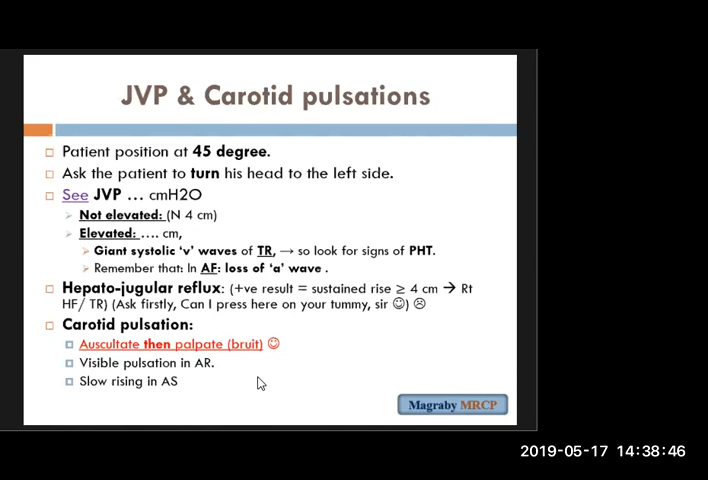 JVP & Carotid pulsations
Patient position at 45 degree.
Ask the patient to turn his head to the left side.
See JVP ... cmH2O
Not elevated: (N 4 cm)
Elevated: .... cm,
Giant systolic 'v' waves of TR, → so look for signs of PHT.
Remember that: In AF: loss of 'a' wave .
Hepato-jugular reflux: (+ve result = sustained rise ≥ 4 cm → Rt
HF/ TR) (Ask firstly, Can I press here on your tummy, sir ☺) ☹
Carotid pulsation:
Auscultate then palpate (bruit) ☺
Visible pulsation in AR.
Slow rising in AS
Magraby MRCP
2019-05-17 14:38:46